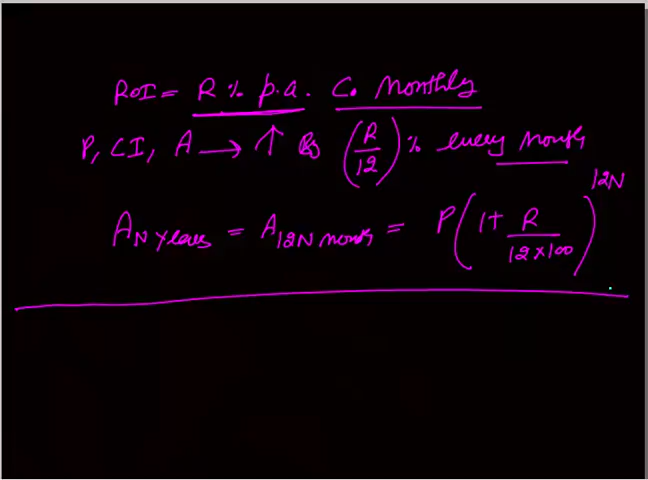 ROI = R % p.a. C. Monthly
P, CI, A → ↑ by (R/12) % every month
A_N years = A_12N months = P(1 + R/(12×100))^12N